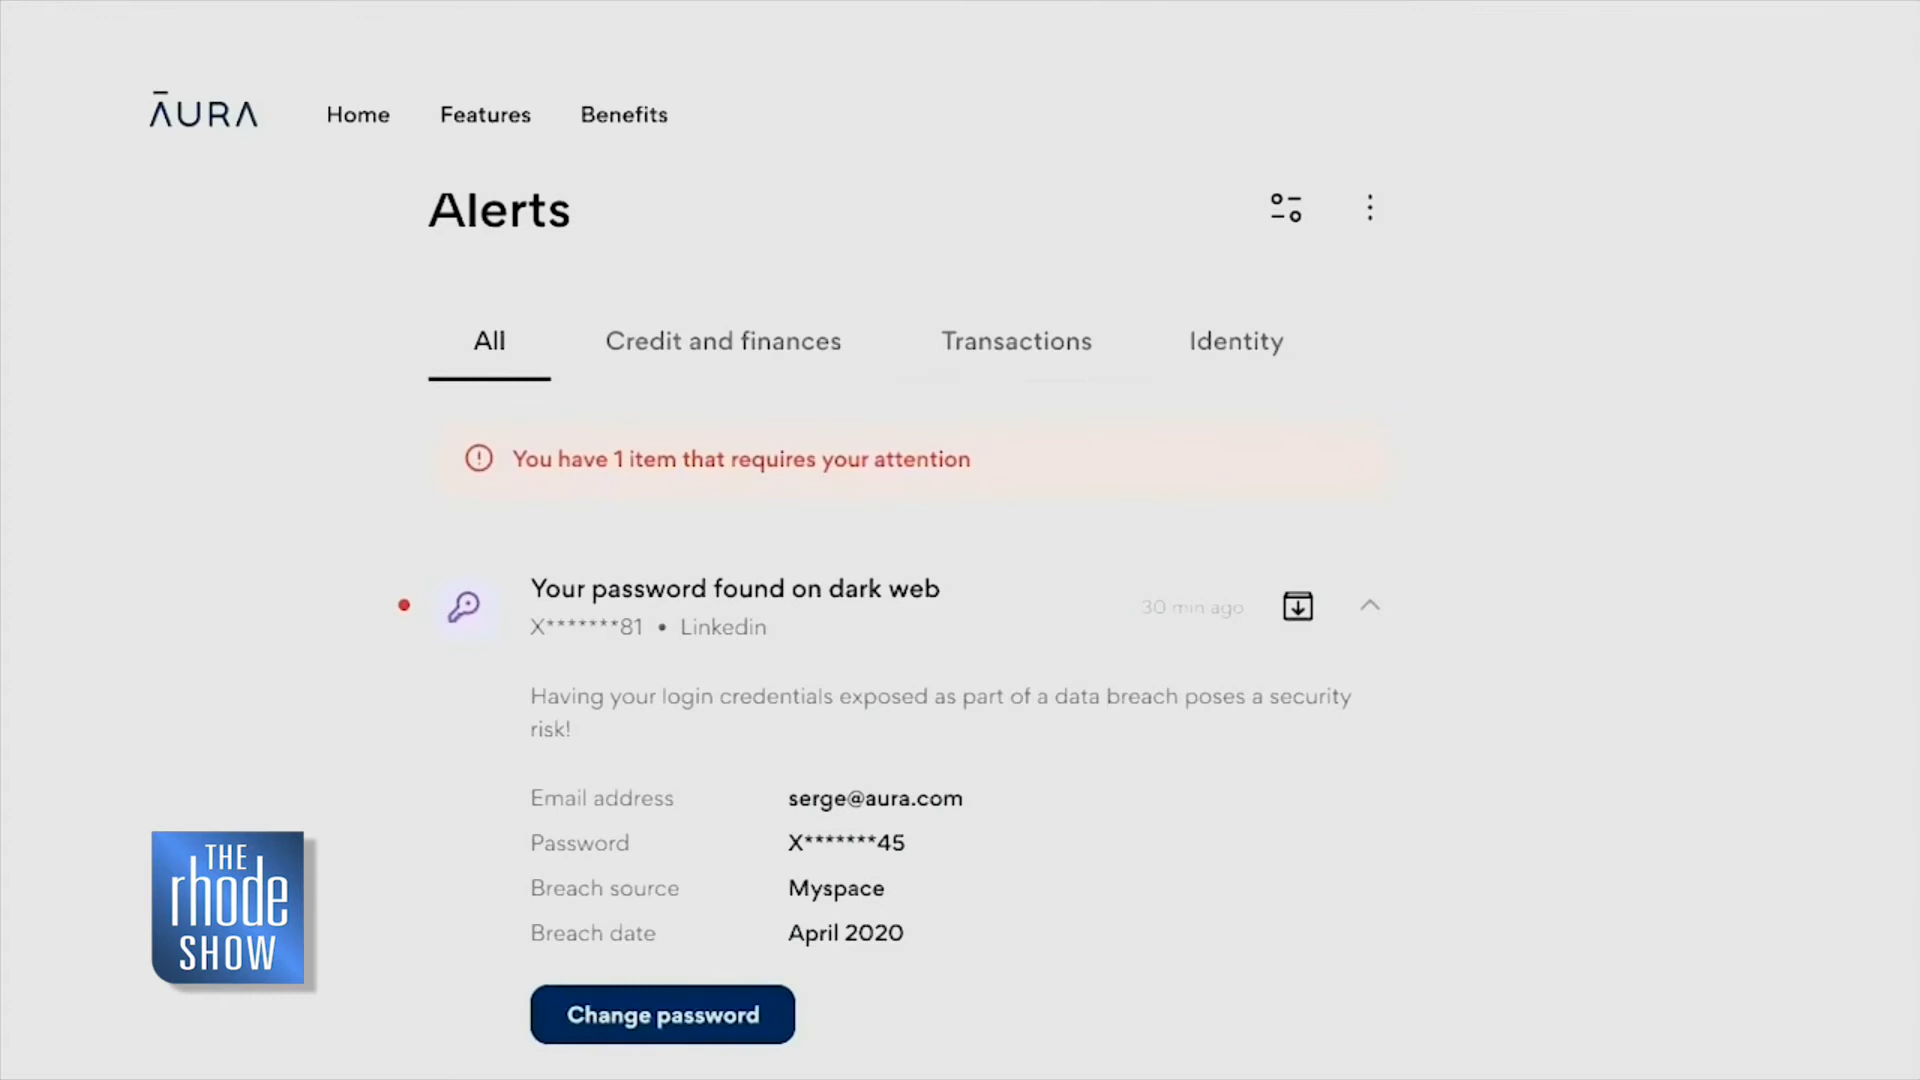 ĀURA Home Features Benefits
Alerts
All Credit and finances Transactions Identity
You have 1 item that requires your attention
Your password found on dark web
30 min ago
X*******81 • Linkedin
Having your login credentials exposed as part of a data breach poses a security
risk!
Email address serge@aura.com
Password X*******45
Breach source Myspace
Breach date April 2020
Change password
THE
rhode
SHOW